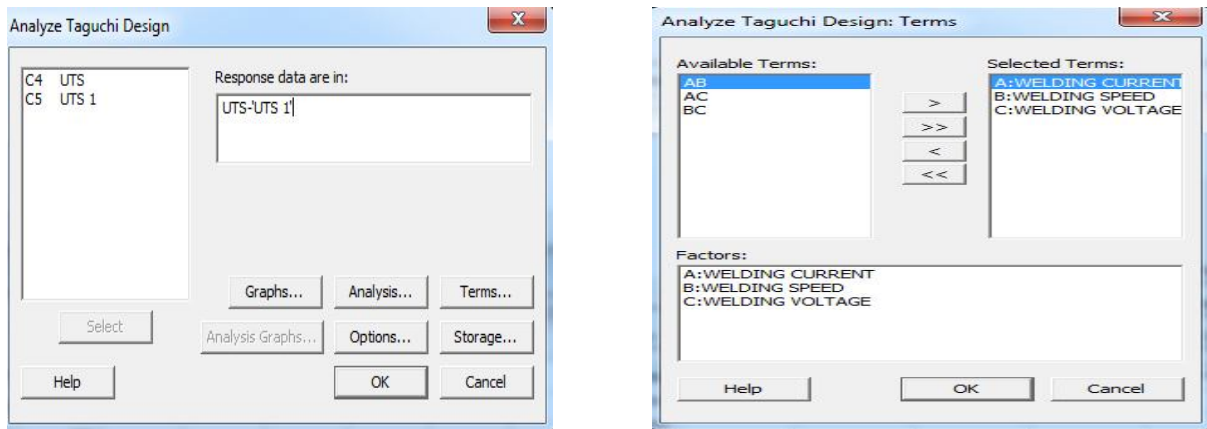 Analyze Taguchi Design
X
C4 UTS
C5 UTS 1
Response data are in:
UTS-'UTS 1'
Graphs...
Analysis...
Terms...
Select
Analysis Graphs...
Options...
Storage...
Help
OK
Cancel
Analyze Taguchi Design: Terms
X
Available Terms:
AB
AC
BC
>
>>
<
<<
Selected Terms:
A:WELDING CURRENT
B:WELDING SPEED
C:WELDING VOLTAGE
Factors:
A:WELDING CURRENT
B:WELDING SPEED
C:WELDING VOLTAGE
Help
OK
Cancel